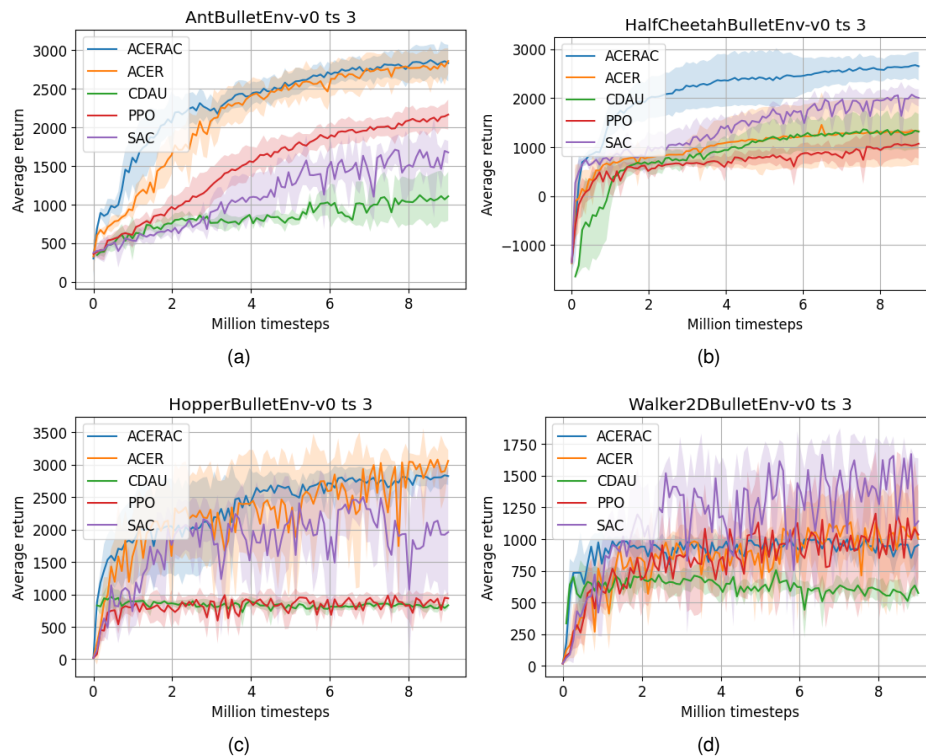 AntBulletEnv-v0 ts 3
3000
2500
2000
1500
1000
500
0
Average return
ACERAC
ACER
CDAU
PPO
SAC
0 2 4 6 8
Million timesteps
(a)
HalfCheetahBulletEnv-v0 ts 3
3000
2000
1000
0
−1000
Average return
ACERAC
ACER
CDAU
PPO
SAC
0 2 4 6 8
Million timesteps
(b)
HopperBulletEnv-v0 ts 3
3500
3000
2500
2000
1500
1000
500
0
Average return
ACERAC
ACER
CDAU
PPO
SAC
0 2 4 6 8
Million timesteps
(c)
Walker2DBulletEnv-v0 ts 3
1750
1500
1250
1000
750
500
250
0
Average return
ACERAC
ACER
CDAU
PPO
SAC
0 2 4 6 8
Million timesteps
(d)